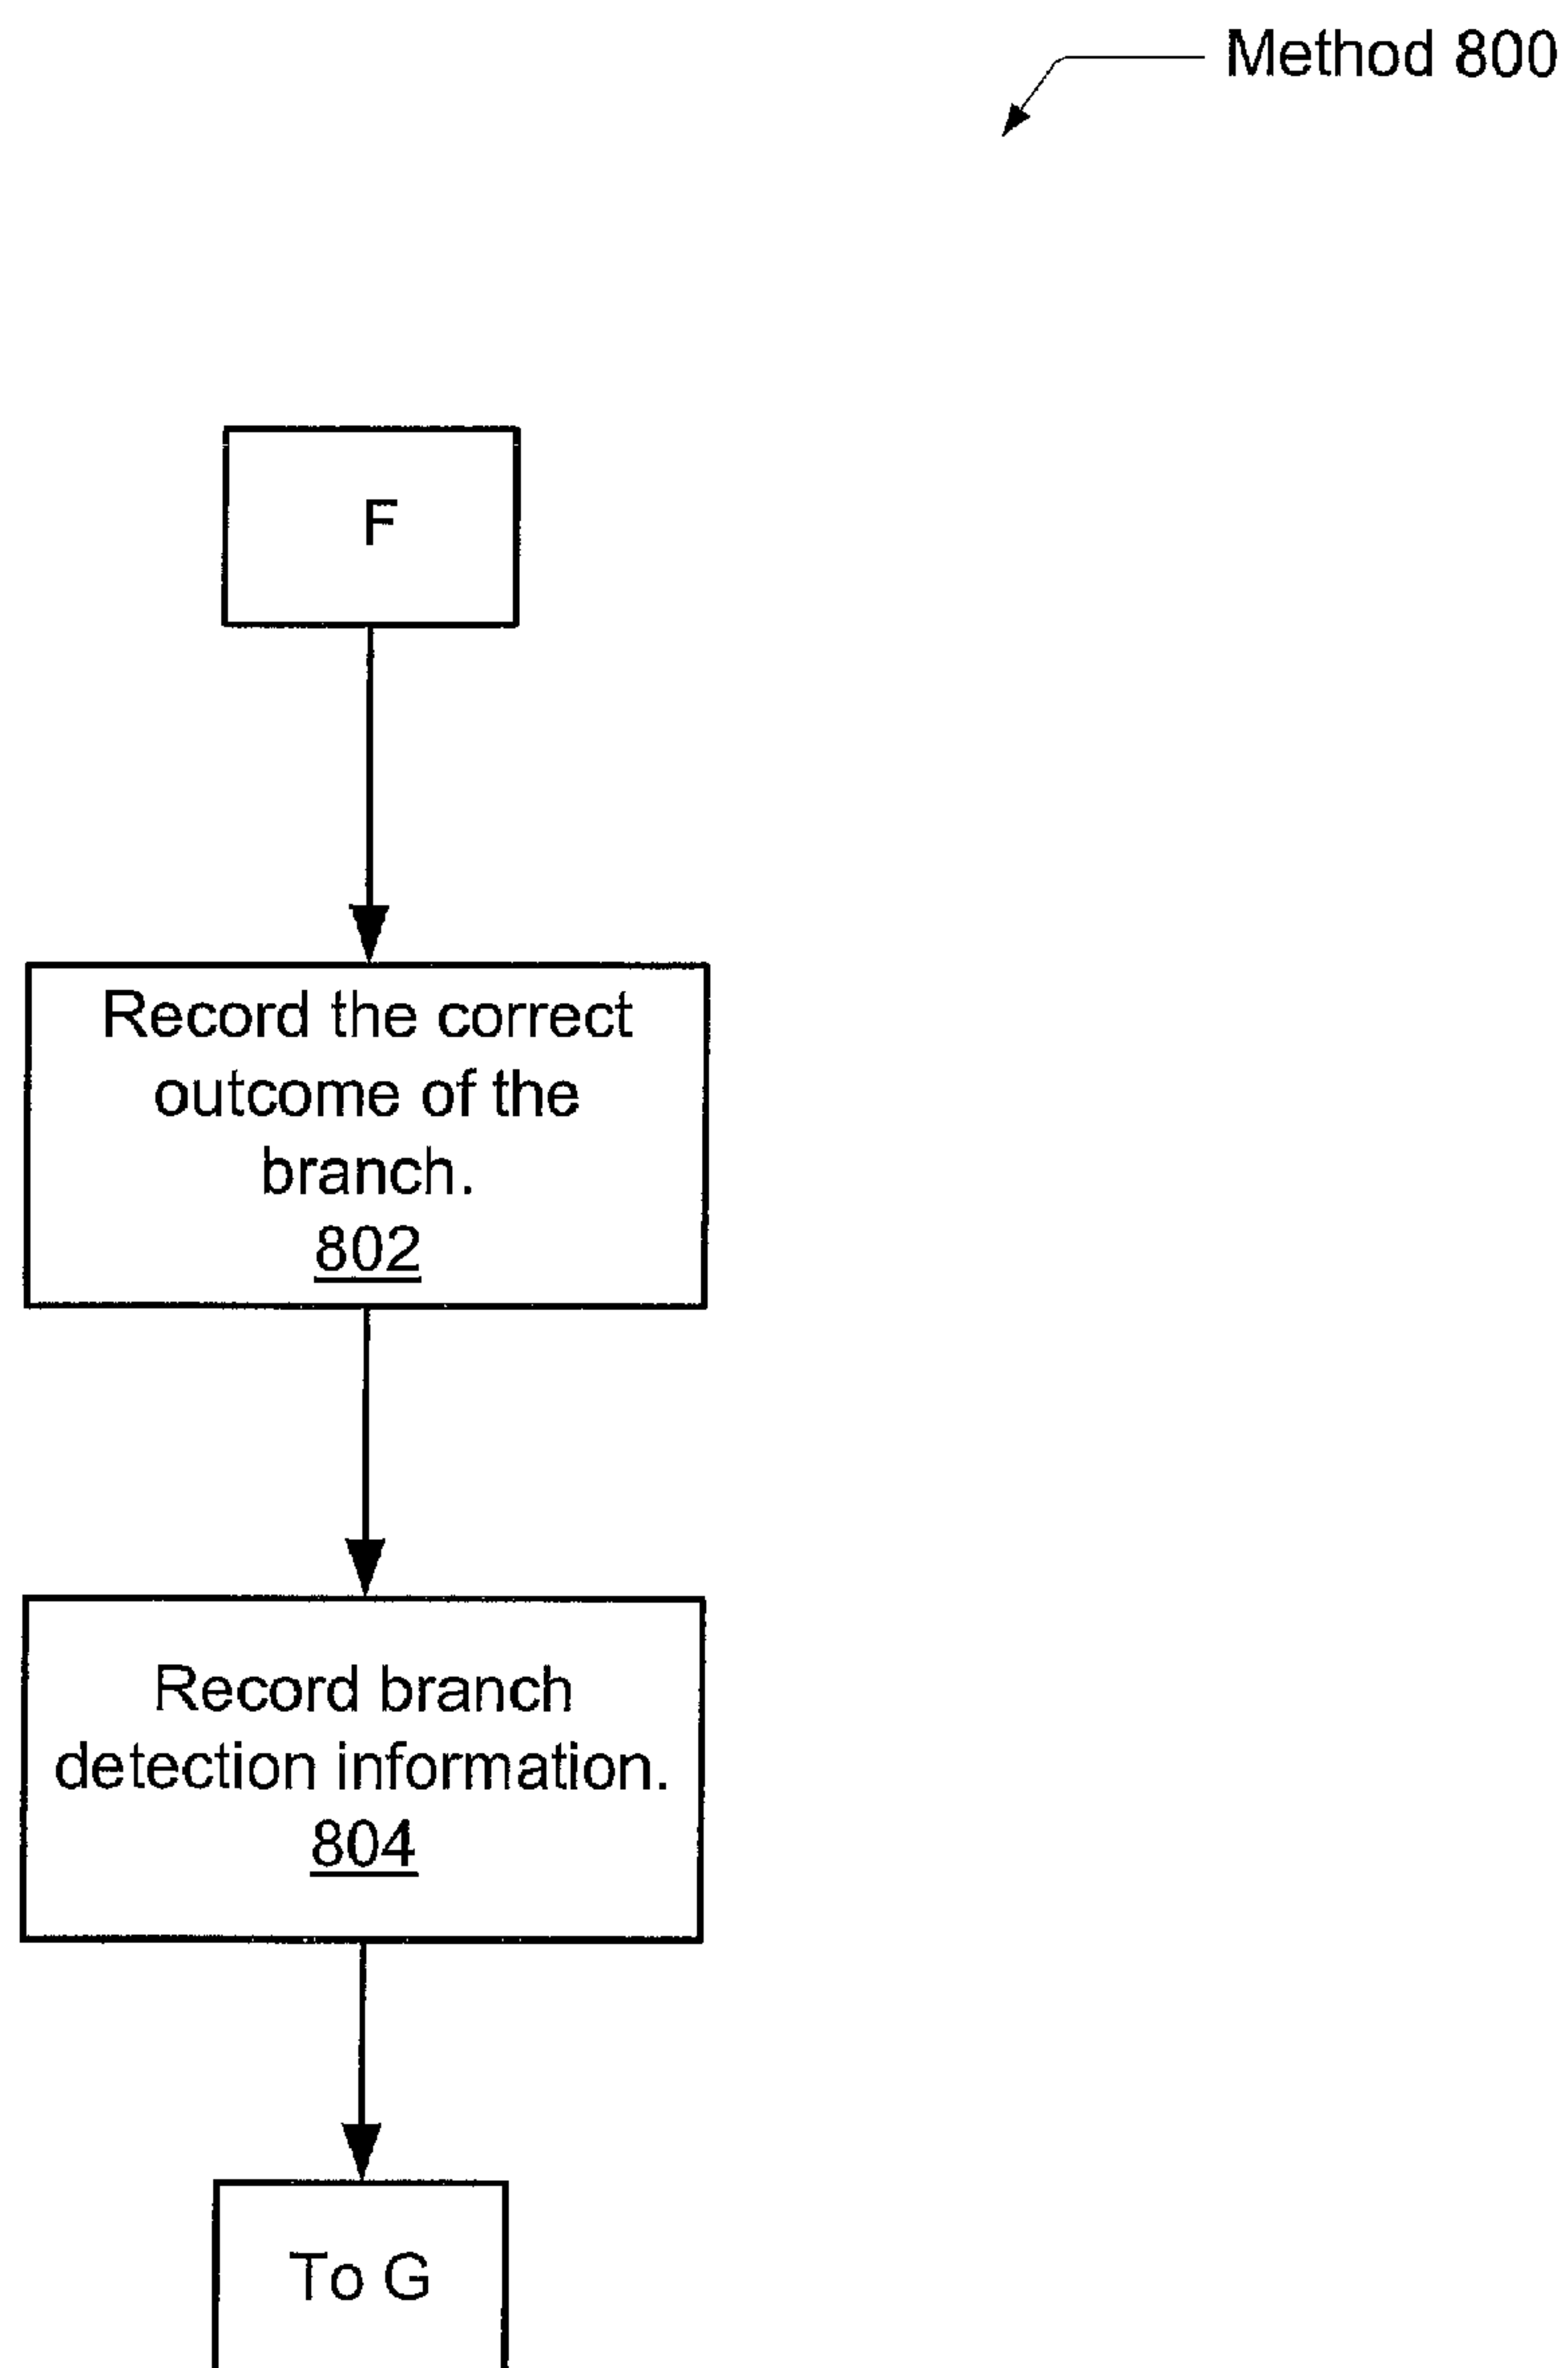 Method 800
F
Record the correct
outcome of the
branch.
802
Record branch
detection information.
804
To G